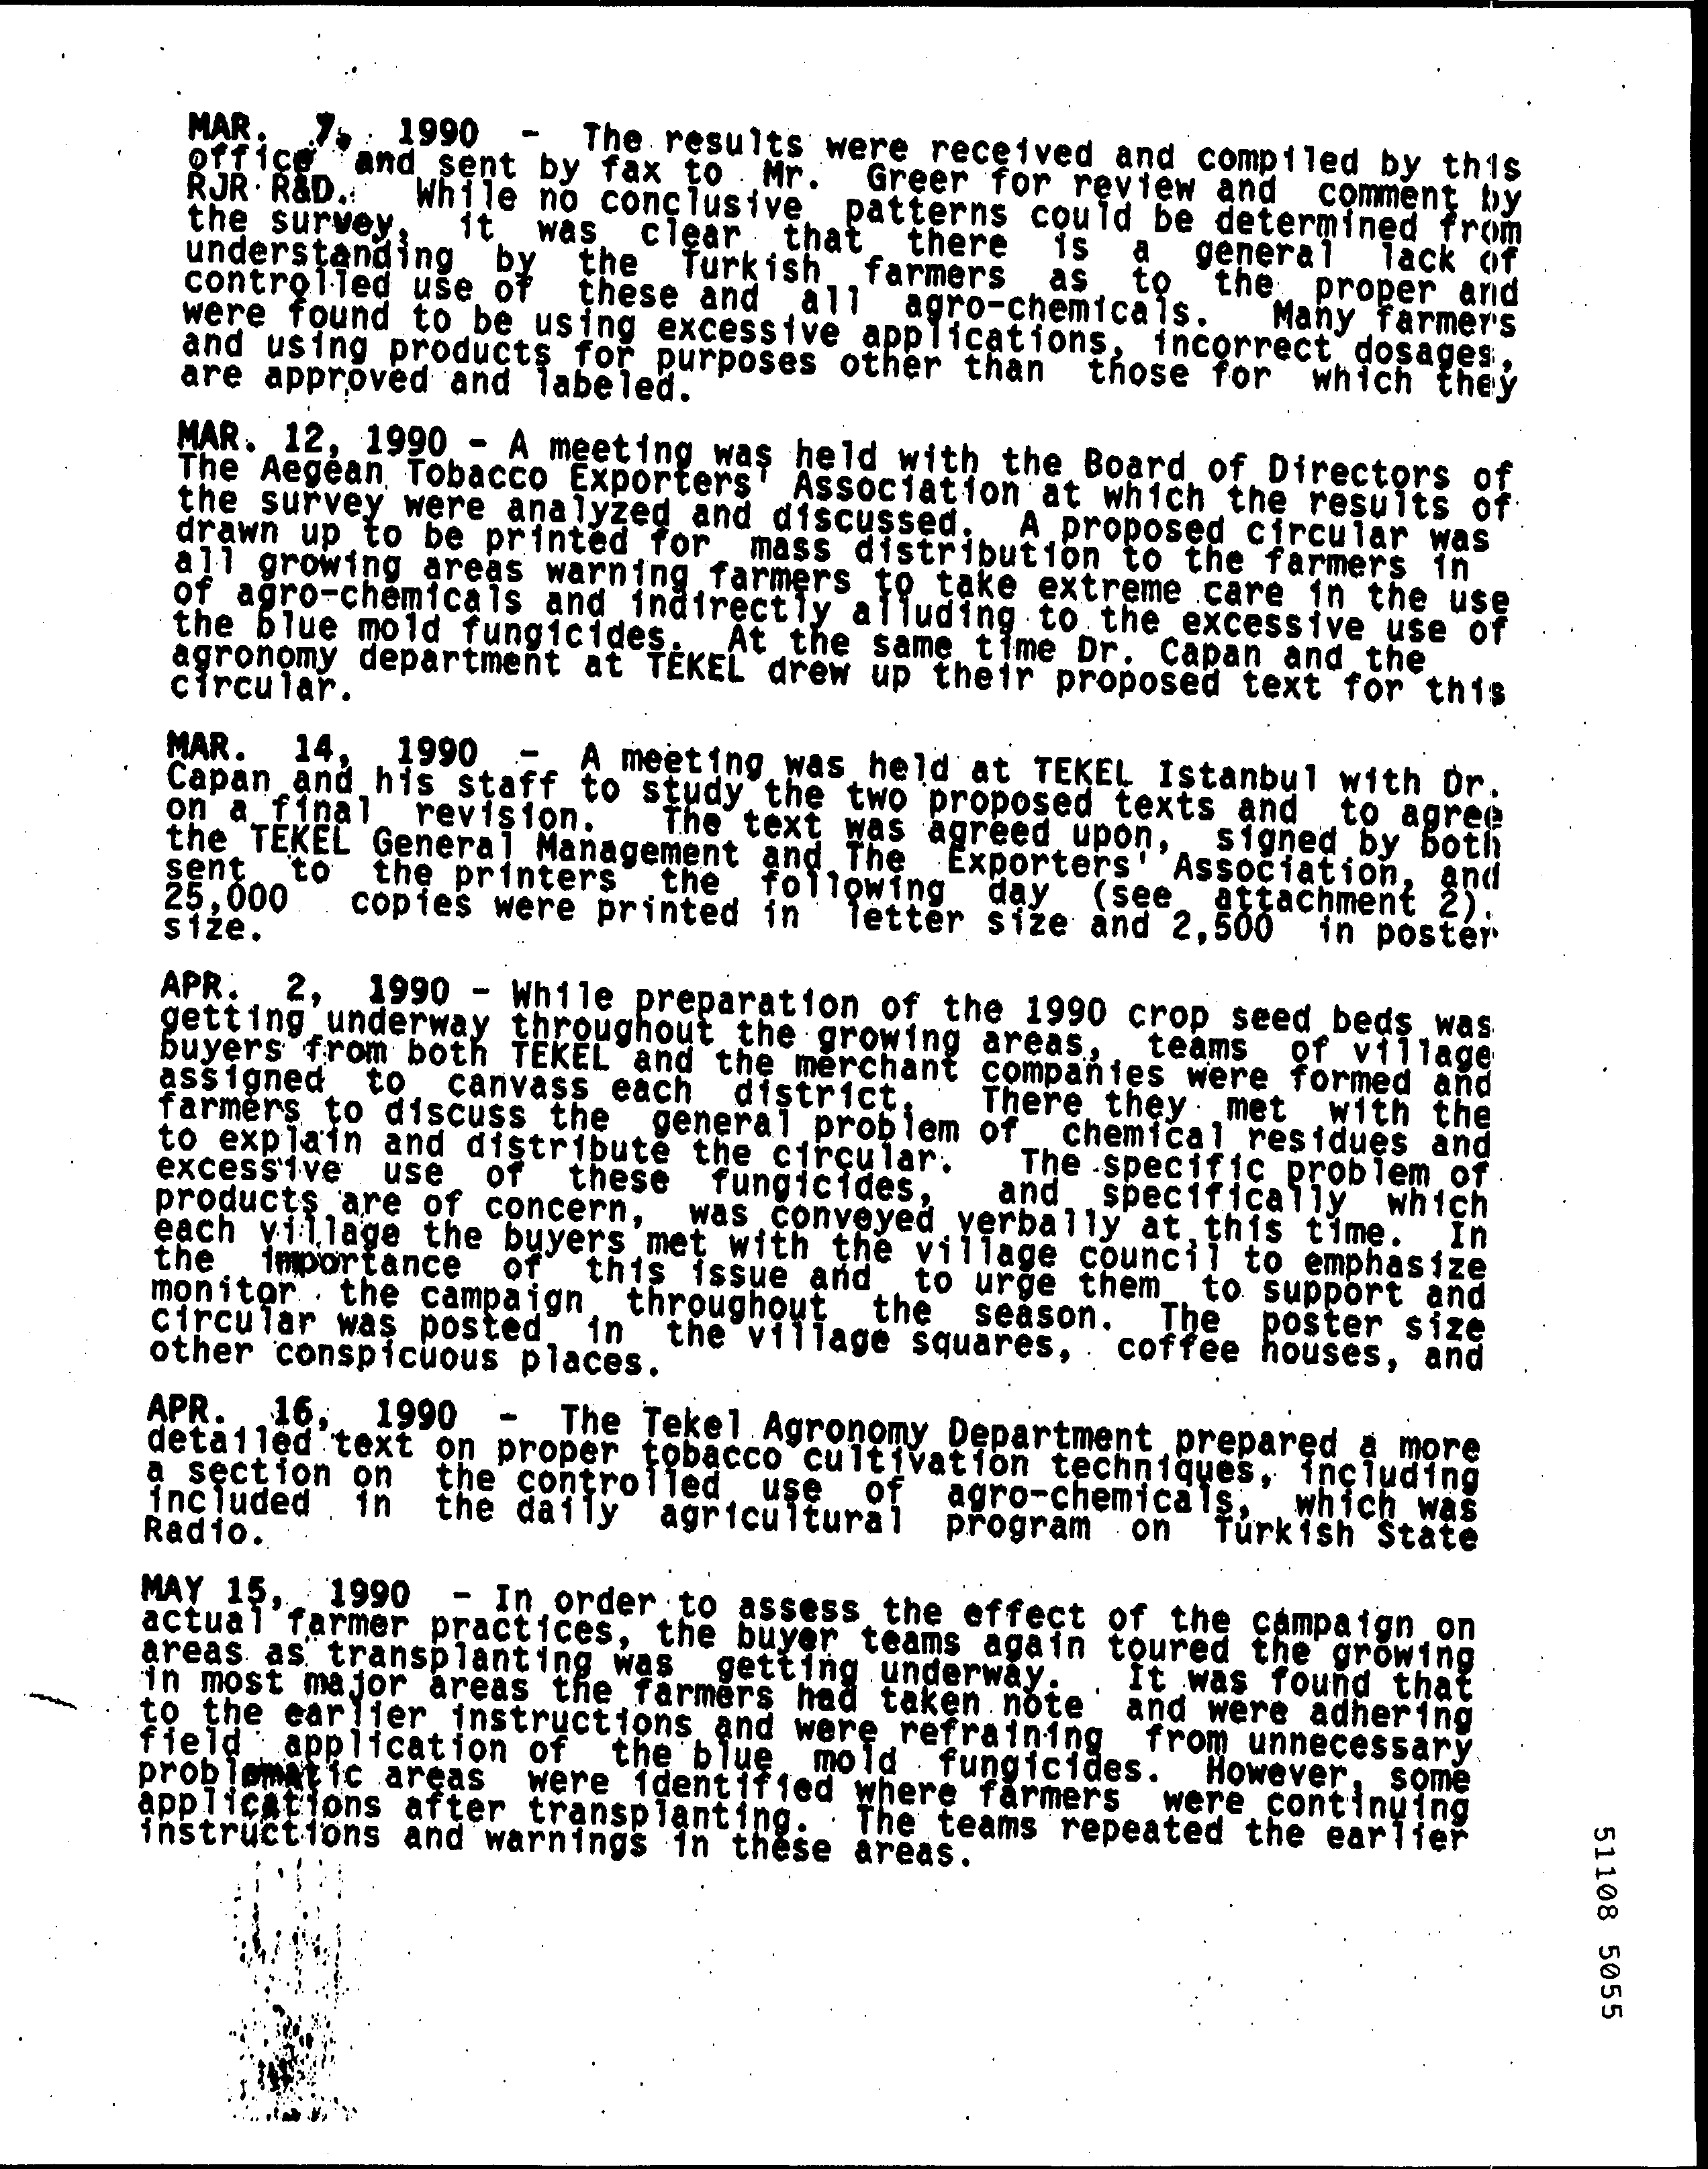 MAR. 7, 1990 - The results were received and compiled by this
office and sent by fax to Mr. Greer for review and comment by
RJR R&D. While no conclusive patterns could be determined from
the survey, it was clear that there is a general lack of
understanding by the Turkish farmers as to the proper and
controlled use of these and all agro-chemicals. Many farmers
were found to be using excessive applications, incorrect dosages,
and using products for purposes other than those for which they
are approved and labeled.
MAR. 12, 1990 - A meeting was held with the Board of Directors of
The Aegean Tobacco Exporters' Association at which the results of
the survey were analyzed and discussed. A proposed circular was
drawn up to be printed for mass distribution to the farmers in
all growing areas warning farmers to take extreme care in the use
of agro-chemicals and indirectly alluding to the excessive use of
the blue mold fungicides. At the same time Dr. Capan and the
agronomy department at TEKEL drew up their proposed text for this
circular.
MAR. 14, 1990 - A meeting was held at TEKEL Istanbul with Dr.
Capan and his staff to study the two proposed texts and to agree
on a final revision. The text was agreed upon, signed by both
the TEKEL General Management and The Exporters' Association, and
sent to the printers the following day (see attachment 2).
25,000 copies were printed in letter size and 2,500 in poster
size.
APR. 2, 1990 - While preparation of the 1990 crop seed beds was
getting underway throughout the growing areas, teams of village
buyers from both TEKEL and the merchant companies were formed and
assigned to canvass each district. There they met with the
farmers to discuss the general problem of chemical residues and
to explain and distribute the circular. The specific problem of
excessive use of these fungicides, and specifically which
products are of concern, was conveyed verbally at this time. In
each village the buyers met with the village council to emphasize
the importance of this issue and to urge them to support and
monitor the campaign throughout the season. The poster size
circular was posted in the village squares, coffee houses, and
other conspicuous places.
APR. 16, 1990 - The Tekel Agronomy Department prepared a more
detailed text on proper tobacco cultivation techniques, including
a section on the controlled use of agro-chemicals, which was
included in the daily agricultural program on Turkish State
Radio.
MAY 15, 1990 - In order to assess the effect of the campaign on
actual farmer practices, the buyer teams again toured the growing
areas as transplanting was getting underway. It was found that
in most major areas the farmers had taken note and were adhering
to the earlier instructions and were refraining from unnecessary
field application of the blue mold fungicides. However, some
problematic areas were identified where farmers were continuing
applications after transplanting. The teams repeated the earlier
instructions and warnings in these areas.
51108 5055